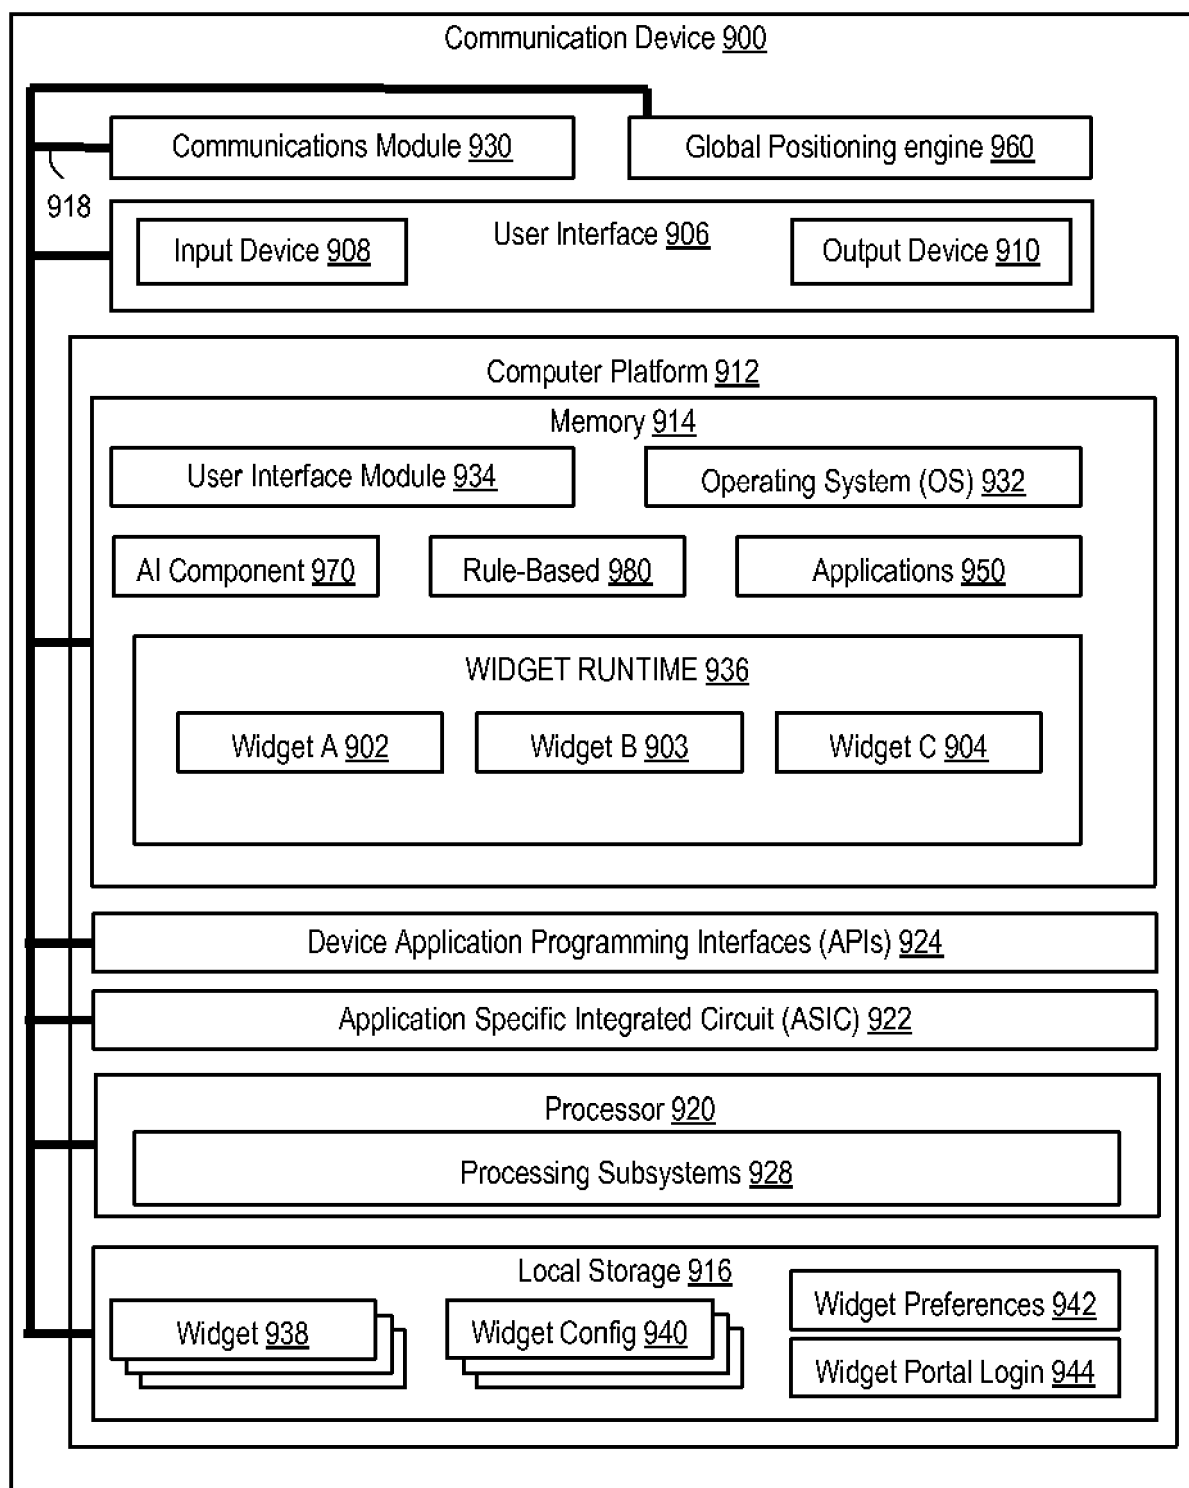 Communication Device 900
Communications Module 930
Global Positioning engine 960
918
User Interface 906
Input Device 908
Output Device 910
Computer Platform 912
Memory 914
User Interface Module 934
Operating System (OS) 932
AI Component 970
Rule-Based 980
Applications 950
WIDGET RUNTIME 936
Widget A 902
Widget B 903
Widget C 904
Device Application Programming Interfaces (APIs) 924
Application Specific Integrated Circuit (ASIC) 922
Processor 920
Processing Subsystems 928
Local Storage 916
Widget 938
Widget Config 940
Widget Preferences 942
Widget Portal Login 944